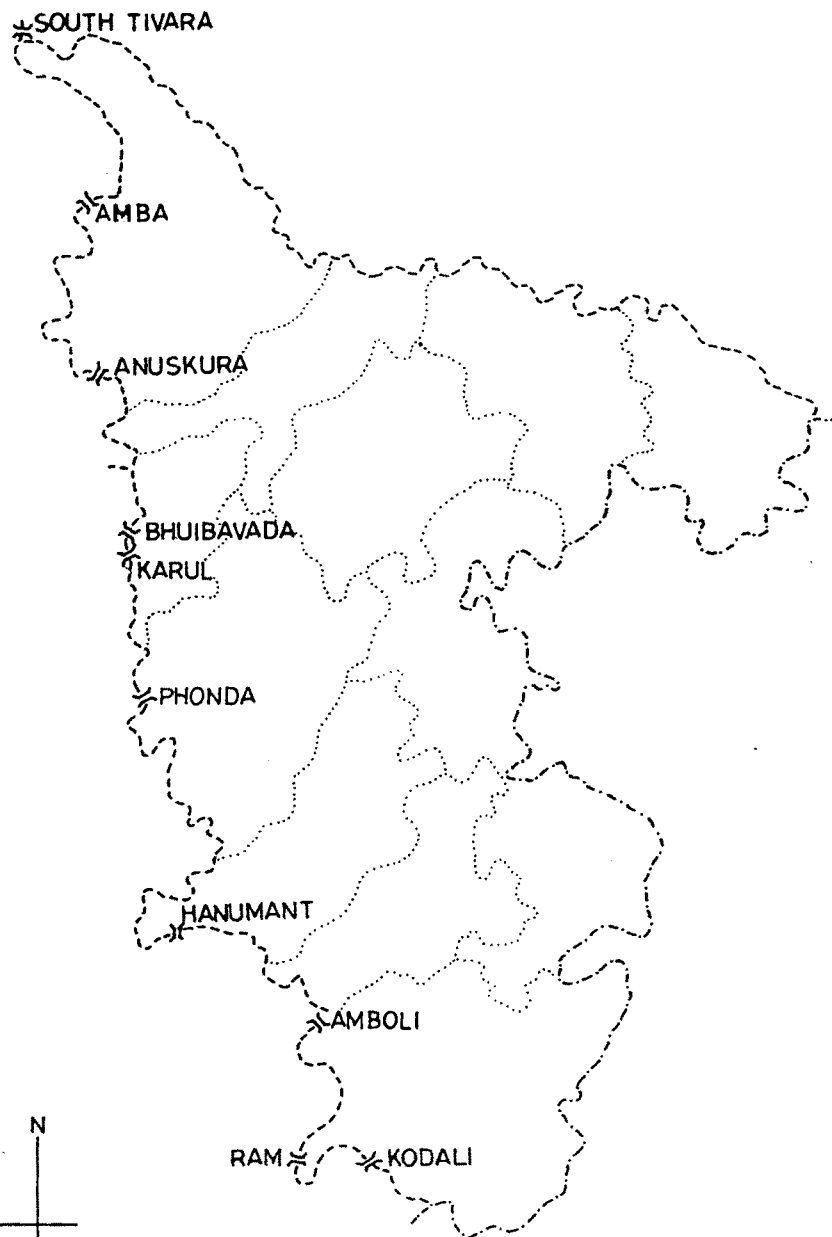 SOUTH TIVARA
AMBA
ANUSKURA
BHUIBAVADA
KARUL
PHONDA
HANUMANT
AMBOLI
RAM
KODALI
N